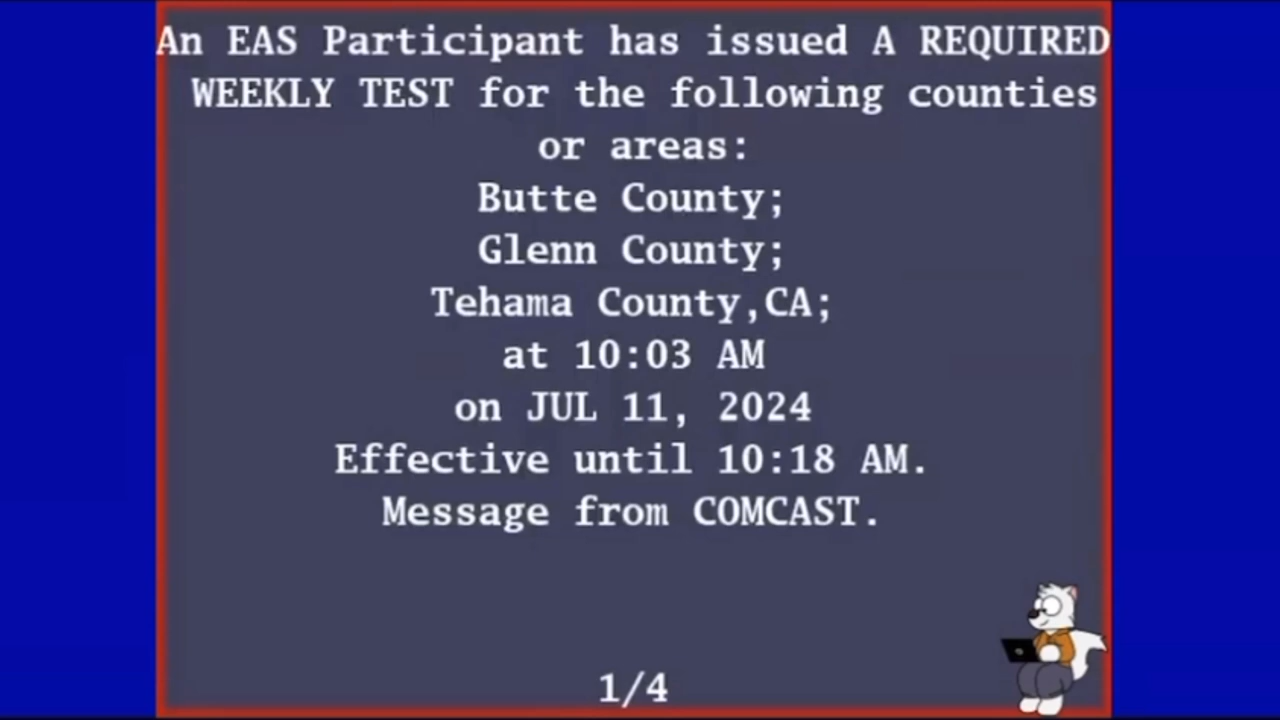 An EAS Participant has issued A REQUIRED
WEEKLY TEST for the following counties
or areas:
Butte County;
Glenn County;
Tehama County,CA;
at 10:03 AM
on JUL 11, 2024
Effective until 10:18 AM.
Message from COMCAST.
1/4